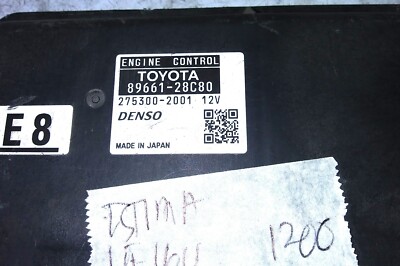 ENGINE CONTROL
TOYOTA
89661-28C80
275300-2001 12V
DENSO
MADE IN JAPAN
E8
ESTIMA
1200